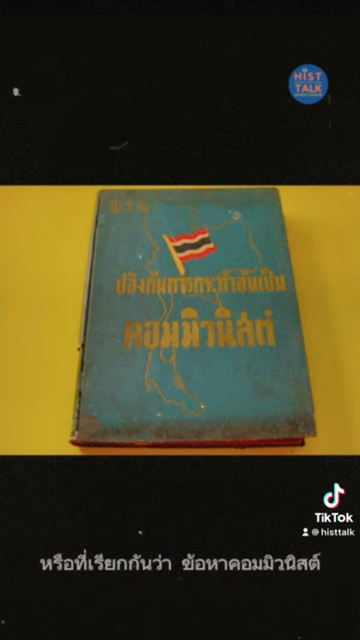 HIST
TALK
พ.ร.บ.
ป้องกันการกระทำอันเป็น
คอมมิวนิสต์
TikTok
@histtalk
หรือที่เรียกกันว่า ข้อหาคอมมิวนิสต์